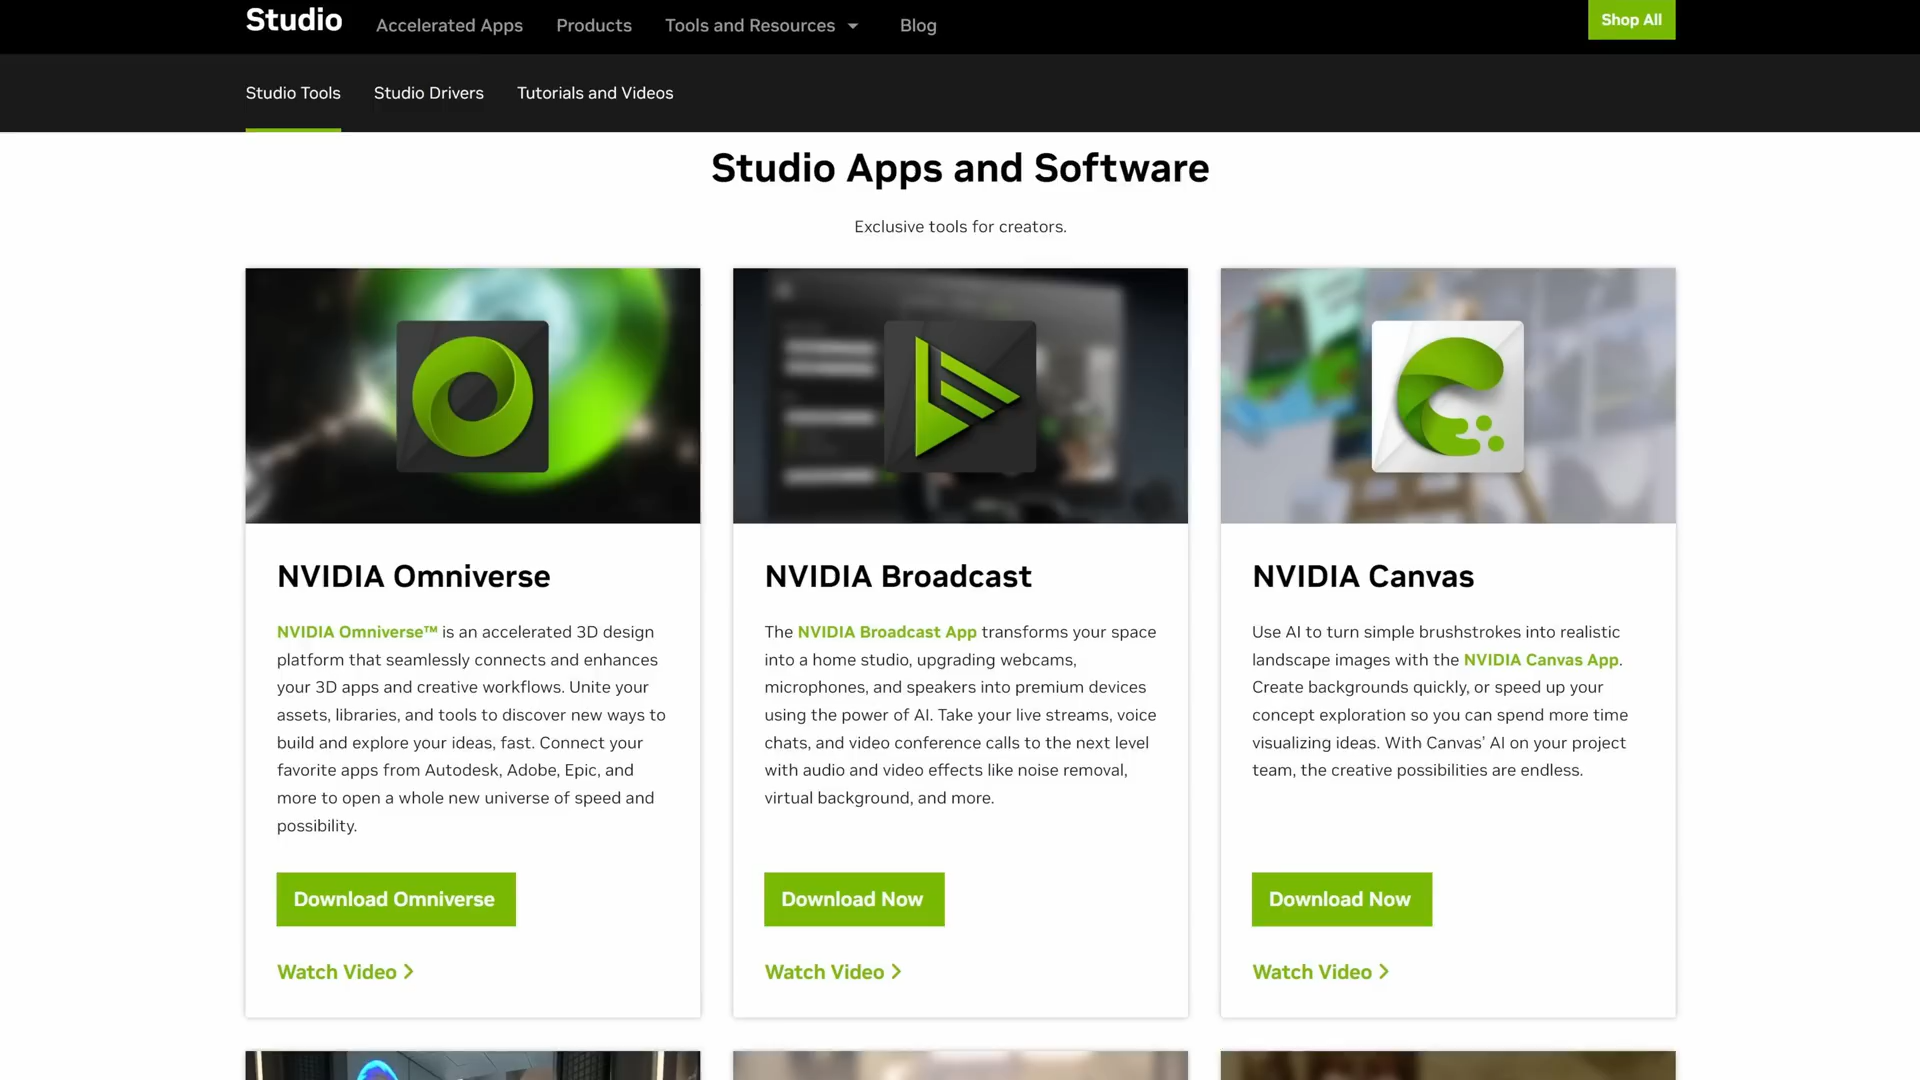 Studio
Accelerated Apps
Products
Tools and Resources
Blog
Shop All
Studio Tools
Studio Drivers
Tutorials and Videos
Studio Apps and Software
Exclusive tools for creators.
NVIDIA Omniverse
NVIDIA Omniverse™ is an accelerated 3D design
platform that seamlessly connects and enhances
your 3D apps and creative workflows. Unite your
assets, libraries, and tools to discover new ways to
build and explore your ideas, fast. Connect your
favorite apps from Autodesk, Adobe, Epic, and
more to open a whole new universe of speed and
possibility.
Download Omniverse
Watch Video
NVIDIA Broadcast
The NVIDIA Broadcast App transforms your space
into a home studio, upgrading webcams,
microphones, and speakers into premium devices
using the power of AI. Take your live streams, voice
chats, and video conference calls to the next level
with audio and video effects like noise removal,
virtual background, and more.
Download Now
Watch Video
NVIDIA Canvas
Use AI to turn simple brushstrokes into realistic
landscape images with the NVIDIA Canvas App.
Create backgrounds quickly, or speed up your
concept exploration so you can spend more time
visualizing ideas. With Canvas’ AI on your project
team, the creative possibilities are endless.
Download Now
Watch Video